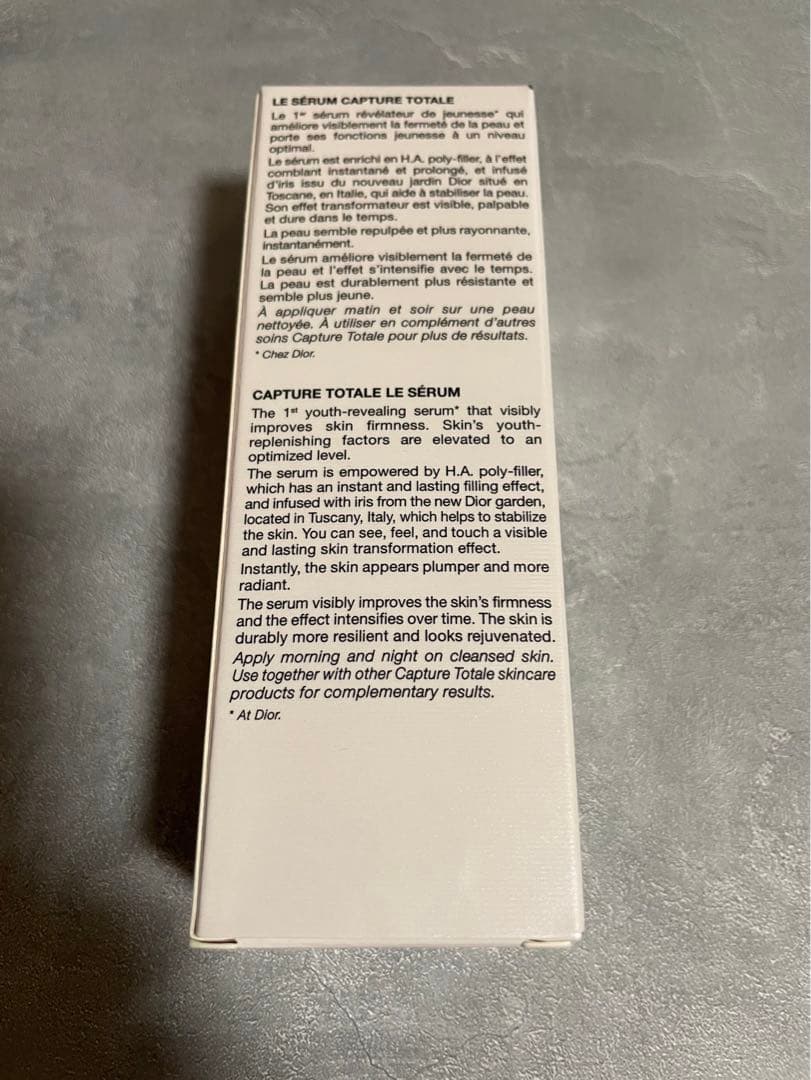 LE SÉRUM CAPTURE TOTALE
Le 1er sérum révélateur de jeunesse* qui
améliore visiblement la fermeté de la peau et
porte ses fonctions jeunesse à un niveau
optimal.
Le sérum est enrichi en H.A. poly-filler, à l'effet
comblant instantané et prolongé, et infusé
d'iris issu du nouveau jardin Dior situé en
Toscane, en Italie, qui aide à stabiliser la peau.
Son effet transformateur est visible, palpable
et dure dans le temps.
La peau semble repulpée et plus rayonnante,
instantanément.
Le sérum améliore visiblement la fermeté de
la peau et l'effet s'intensifie avec le temps.
La peau est durablement plus résistante et
semble plus jeune.
À appliquer matin et soir sur une peau
nettoyée. À utiliser en complément d'autres
soins Capture Totale pour plus de résultats.
* Chez Dior.
CAPTURE TOTALE LE SÉRUM
The 1st youth-revealing serum* that visibly
improves skin firmness. Skin's youth-
replenishing factors are elevated to an
optimized level.
The serum is empowered by H.A. poly-filler,
which has an instant and lasting filling effect,
and infused with iris from the new Dior garden,
located in Tuscany, Italy, which helps to stabilize
the skin. You can see, feel, and touch a visible
and lasting skin transformation effect.
Instantly, the skin appears plumper and more
radiant.
The serum visibly improves the skin's firmness
and the effect intensifies over time. The skin is
durably more resilient and looks rejuvenated.
Apply morning and night on cleansed skin.
Use together with other Capture Totale skincare
products for complementary results.
* At Dior.